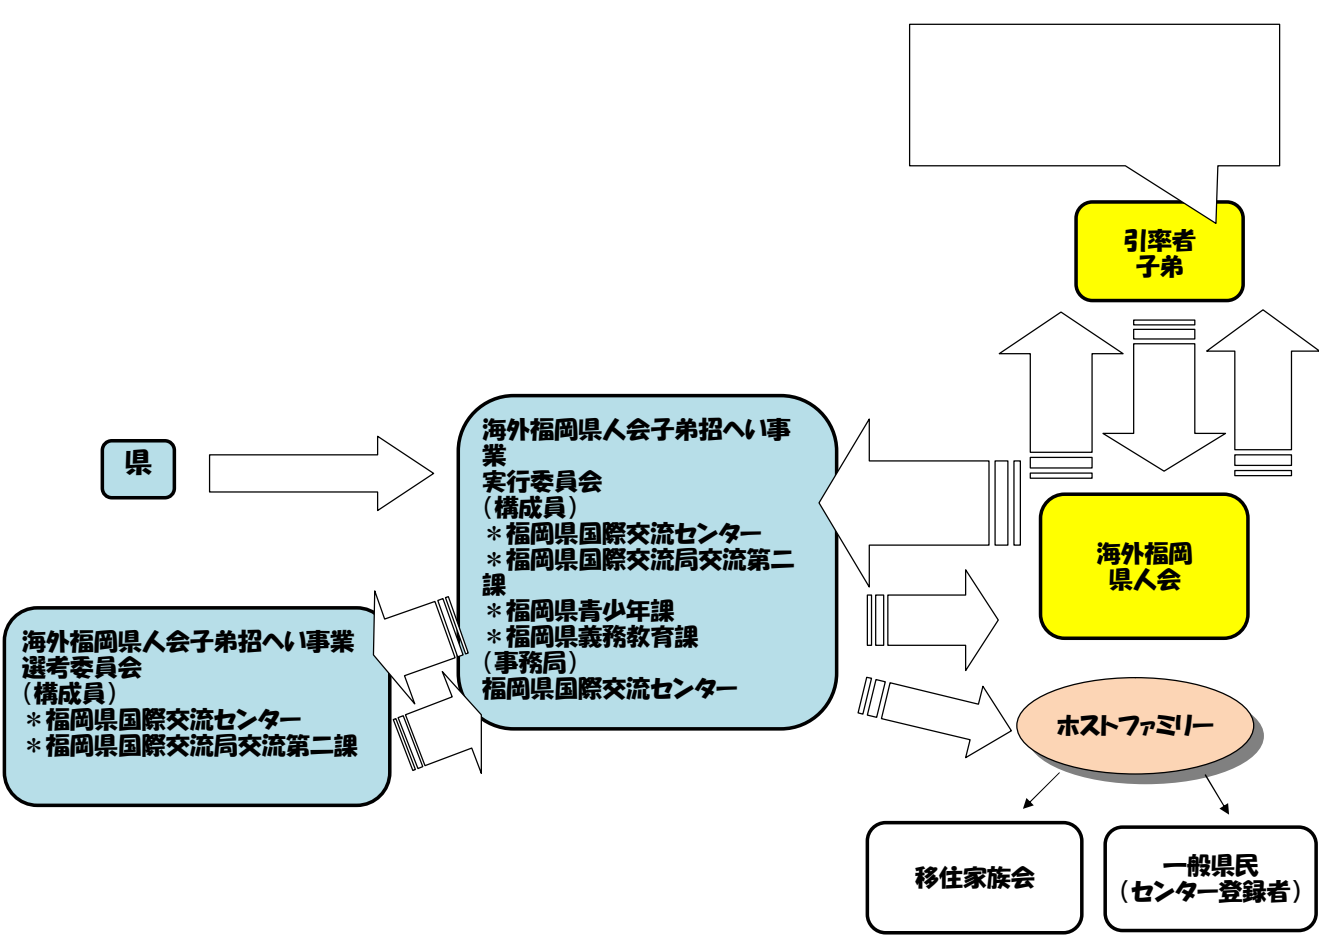 引率者
子弟
県
海外福岡県人会子弟招へい事
業
実行委員会
（構成員）
＊福岡県国際交流センター
＊福岡県国際交流局交流第二
課
＊福岡県青少年課
＊福岡県義務教育課
（事務局）
福岡県国際交流センター
海外福岡
県人会
海外福岡県人会子弟招へい事業
選考委員会
（構成員）
＊福岡県国際交流センター
＊福岡県国際交流局交流第二課
ホストファミリー
移住家族会
一般県民
（センター登録者）